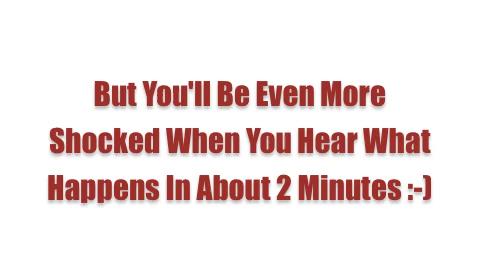 But You'll Be Even More
Shocked When You Hear What
Happens In About 2 Minutes :-)